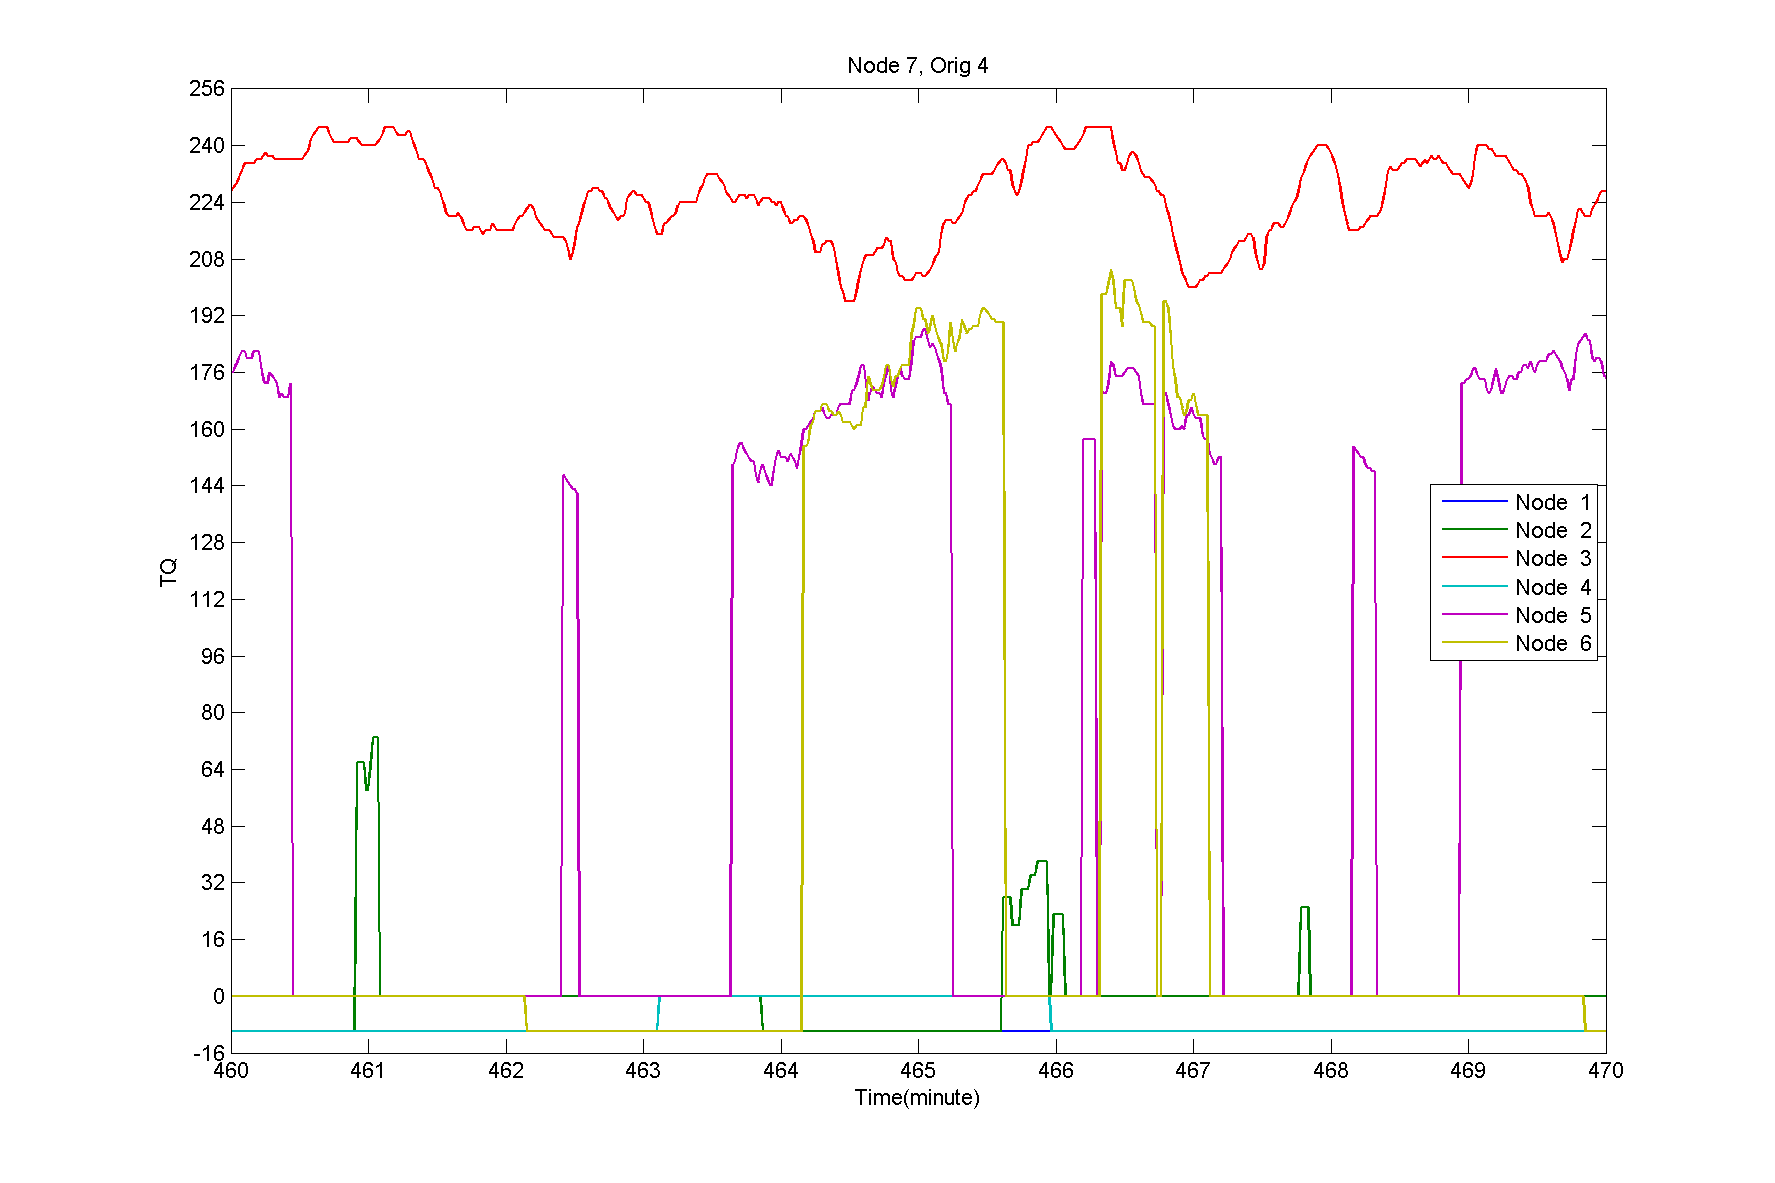 Node 7, Orig 4
256
240
224
208
192
176
160
144
128
112
96
80
64
48
32
16
0
-16
TQ
Node 1
Node 2
Node 3
Node 4
Node 5
Node 6
460 461 462 463 464 465 466 467 468 469 470
Time(minute)